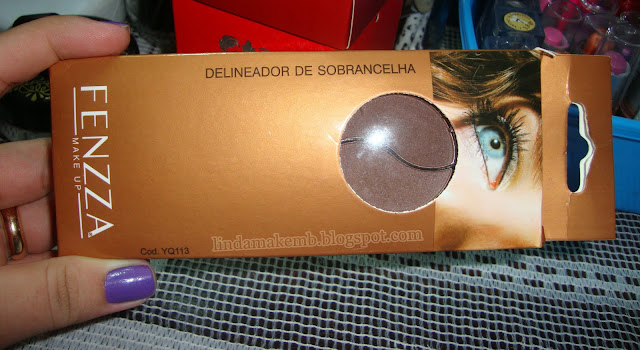 DELINEADOR DE SOBRANCELHA
FENZZA
MAKE UP
Cod. YQ113
lindamakemb.blogspot.com